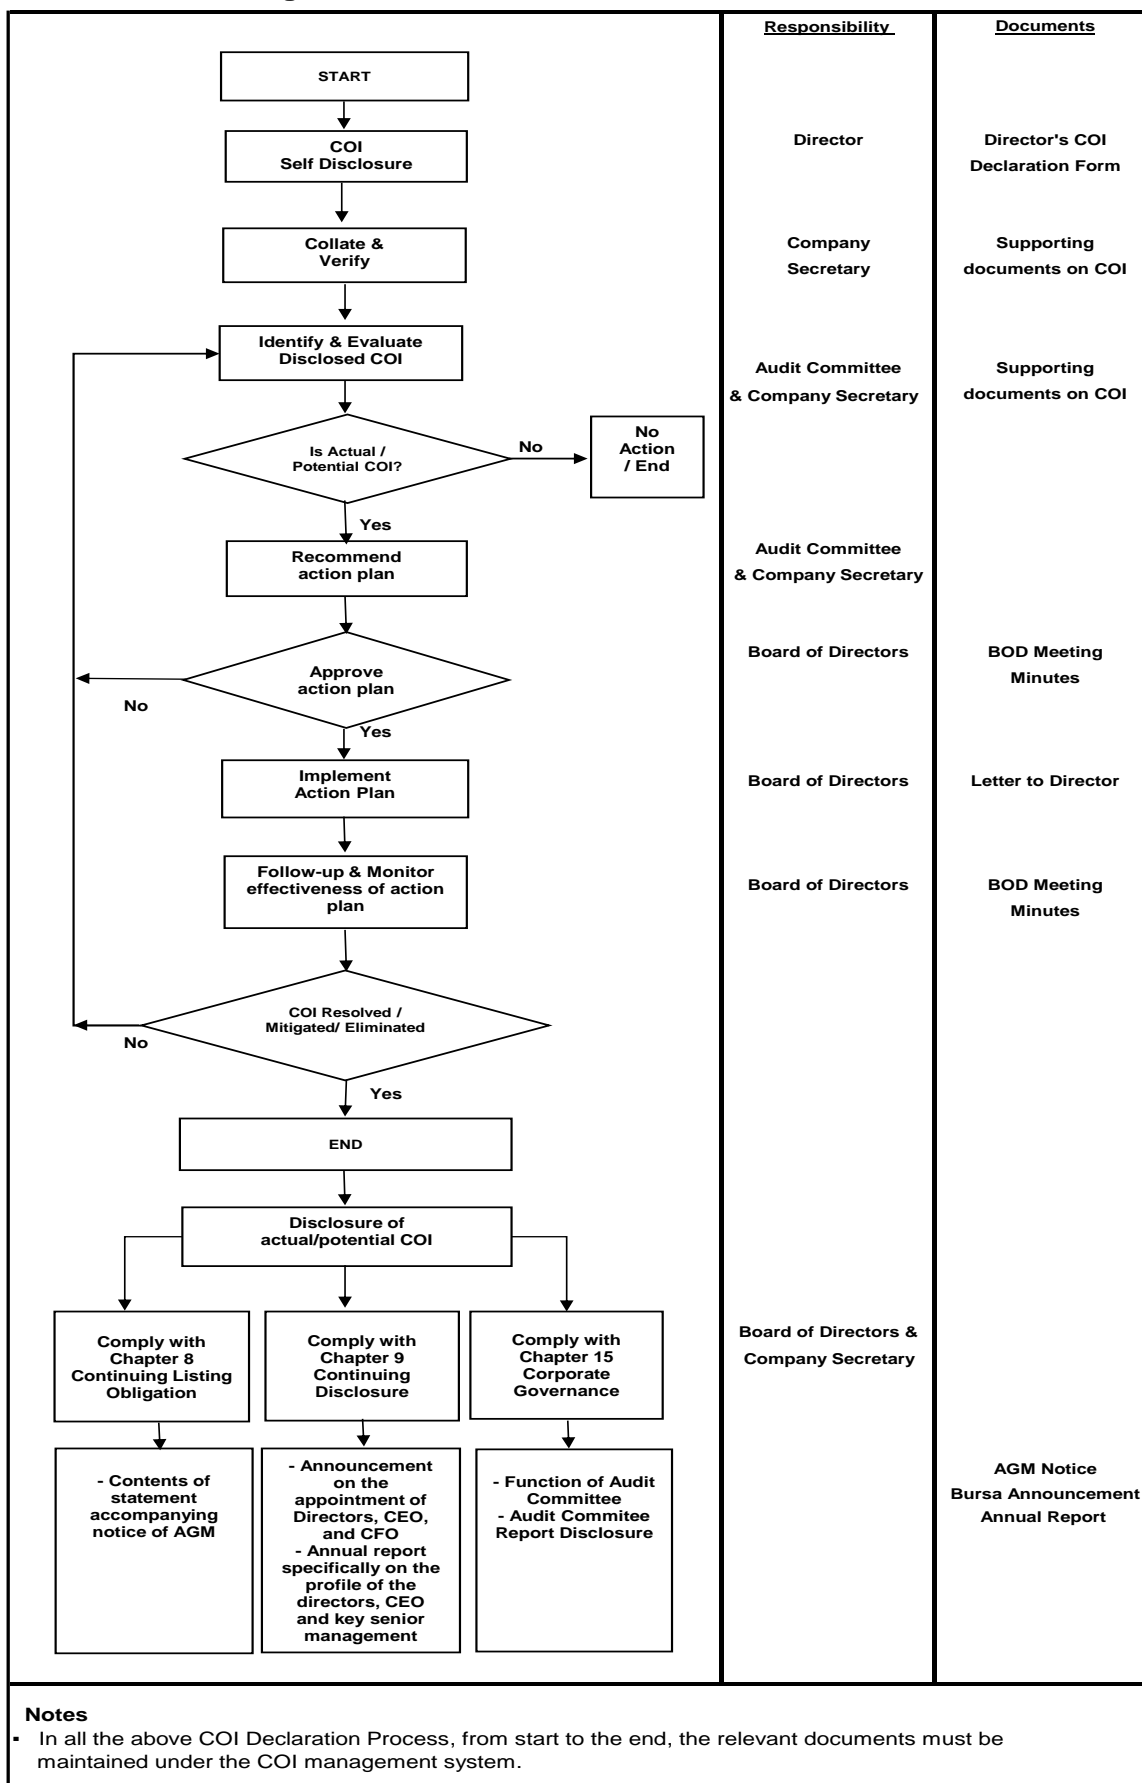 Responsibility
Documents
START
COI
Self Disclosure
Director
Director's COI
Declaration Form
Collate &
Verify
Company
Secretary
Supporting
documents on COI
Identify & Evaluate
Disclosed COI
Audit Committee
& Company Secretary
Supporting
documents on COI
Is Actual /
Potential COI?
No
No
Action
/ End
Yes
Recommend
action plan
Audit Committee
& Company Secretary
Approve
action plan
No
Board of Directors
BOD Meeting
Minutes
Yes
Implement
Action Plan
Board of Directors
Letter to Director
Follow-up & Monitor
effectiveness of action
plan
Board of Directors
BOD Meeting
Minutes
COI Resolved /
Mitigated/ Eliminated
No
Yes
END
Disclosure of
actual/potential COI
Comply with
Chapter 8
Continuing Listing
Obligation
Comply with
Chapter 9
Continuing
Disclosure
Comply with
Chapter 15
Corporate
Governance
Board of Directors &
Company Secretary
- Contents of
statement
accompanying
notice of AGM
- Announcement
on the
appointment of
Directors, CEO,
and CFO
- Annual report
specifically on the
profile of the
directors, CEO
and key senior
management
- Function of Audit
Committee
- Audit Commitee
Report Disclosure
AGM Notice
Bursa Announcement
Annual Report
Notes
▪ In all the above COI Declaration Process, from start to the end, the relevant documents must be
maintained under the COI management system.